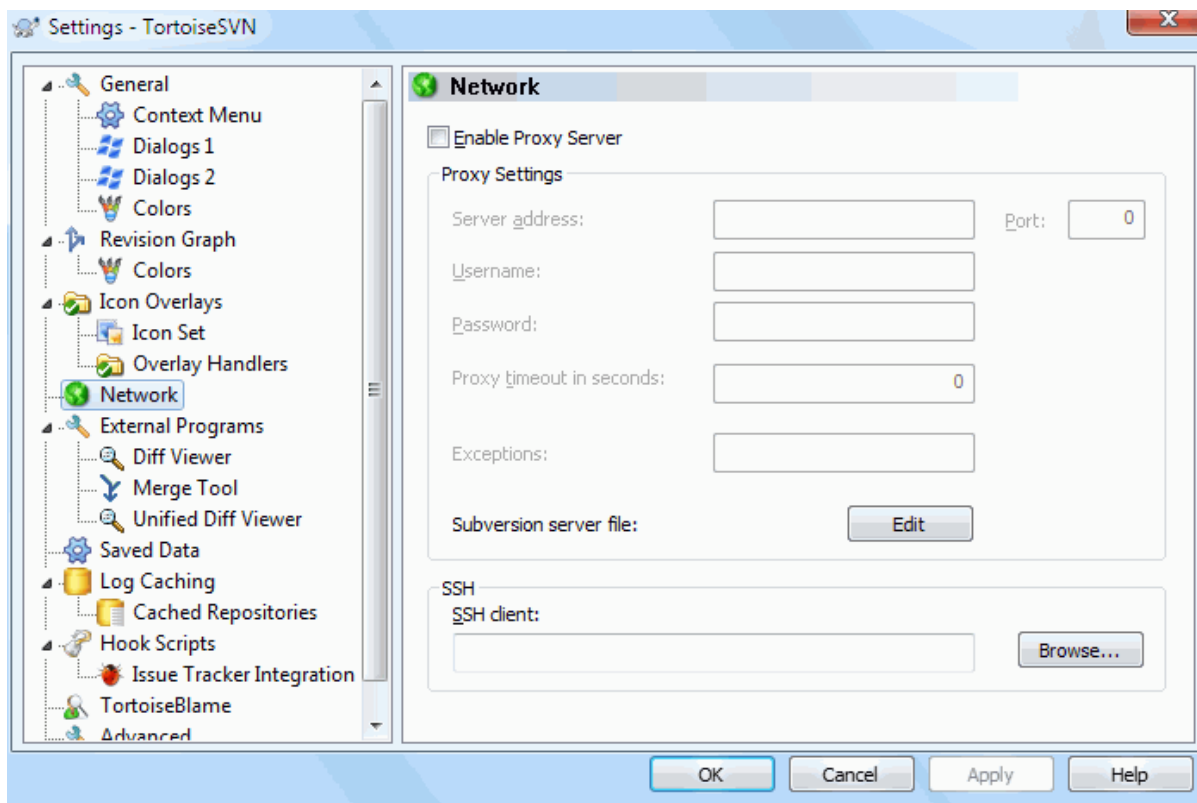 Settings - TortoiseSVN
General
Context Menu
Dialogs 1
Dialogs 2
Colors
Revision Graph
Colors
Icon Overlays
Icon Set
Overlay Handlers
Network
External Programs
Diff Viewer
Merge Tool
Unified Diff Viewer
Saved Data
Log Caching
Cached Repositories
Hook Scripts
Issue Tracker Integration
TortoiseBlame
Advanced
Network
Enable Proxy Server
Proxy Settings
Server address:
Port: 0
Username:
Password:
Proxy timeout in seconds: 0
Exceptions:
Subversion server file: Edit
SSH
SSH client:
Browse...
OK Cancel Apply Help